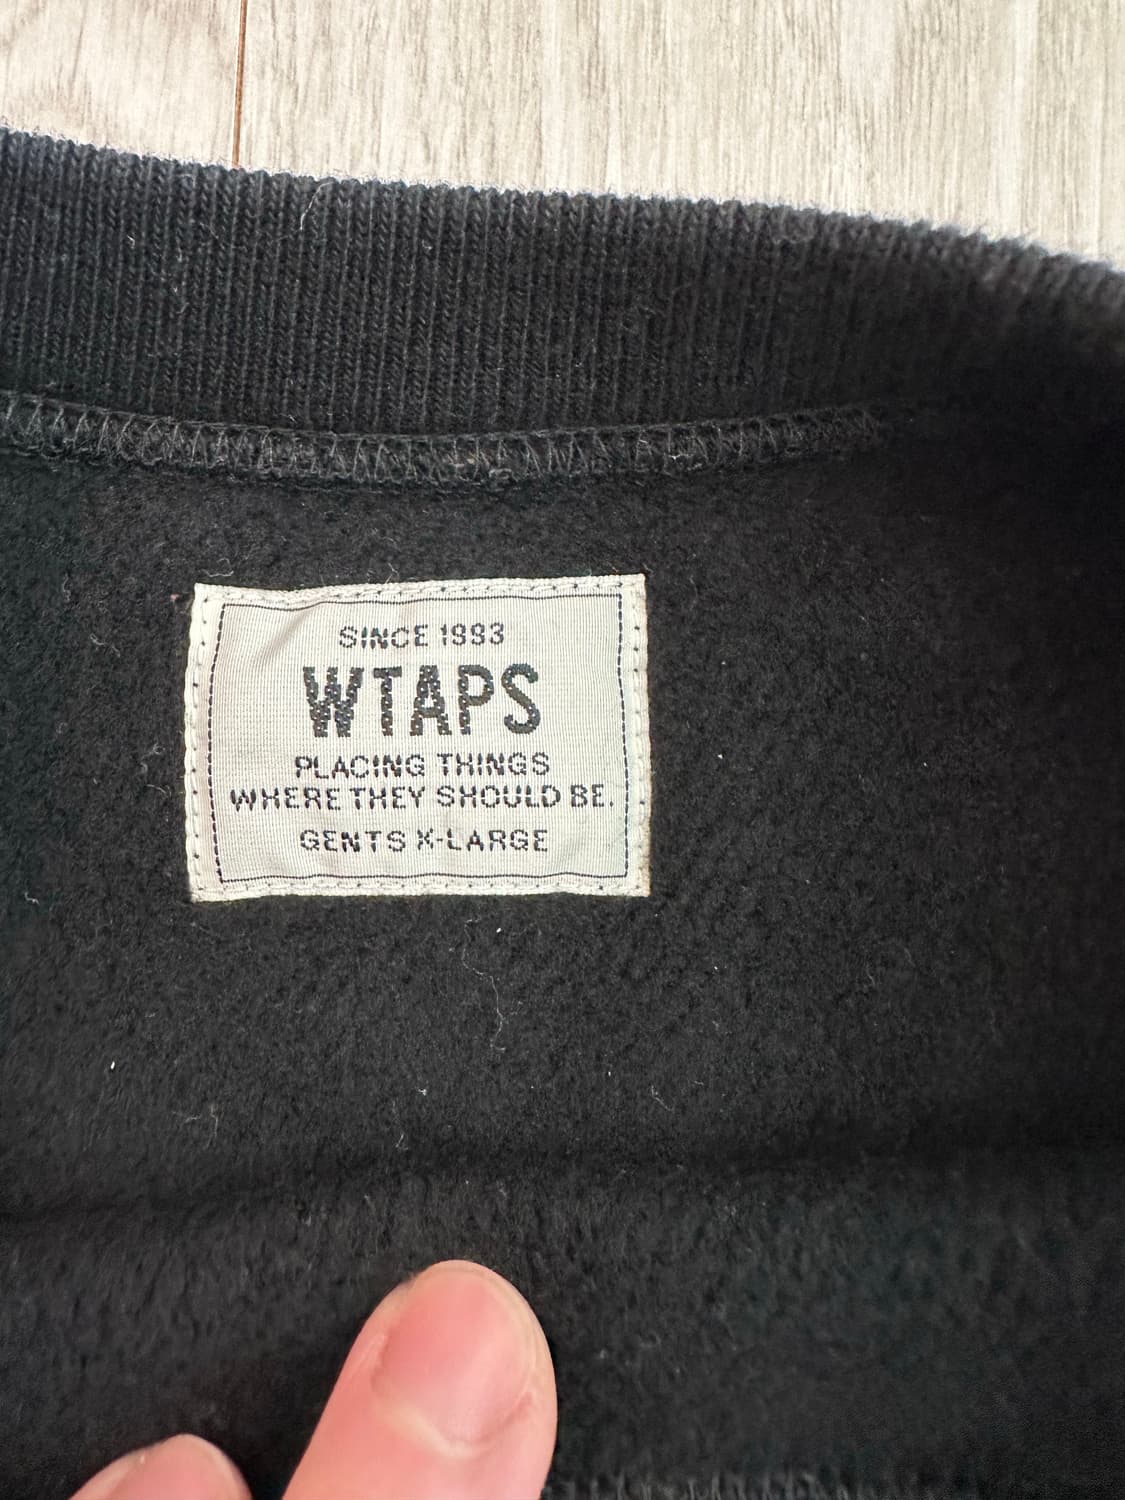 SINCE 1993
WTAPS
PLACING THINGS
WHERE THEY SHOULD BE.
GENTS X-LARGE